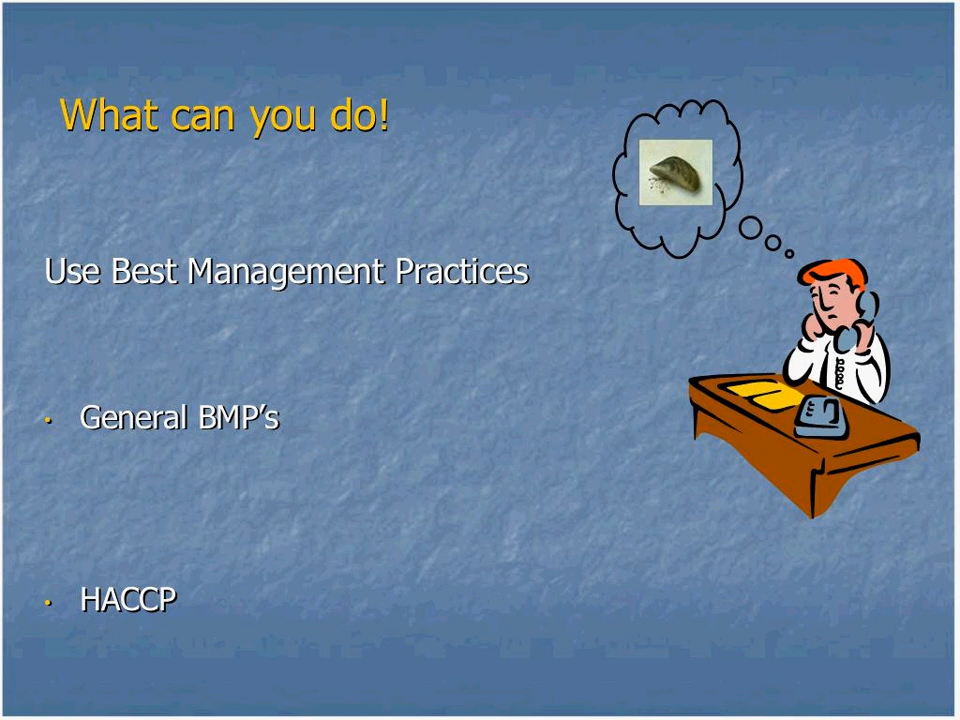 What can you do!
Use Best Management Practices
• General BMP’s
• HACCP